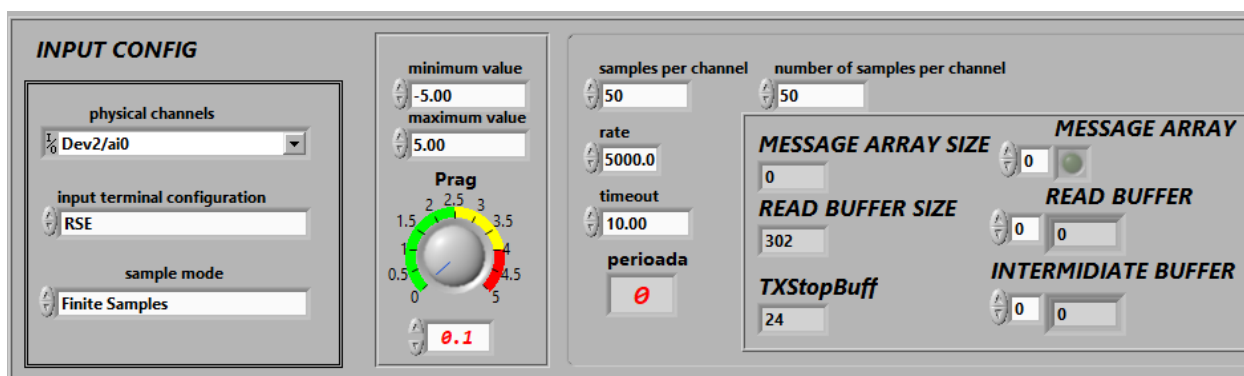 INPUT CONFIG
physical channels
I/O Dev2/ai0
input terminal configuration
RSE
sample mode
Finite Samples
minimum value
-5.00
maximum value
5.00
Prag
0 0.5 1 1.5 2 2.5 3 3.5 4 4.5 5
0.1
samples per channel
50
number of samples per channel
50
rate
5000.0
timeout
10.00
perioada
0
MESSAGE ARRAY SIZE
0
READ BUFFER SIZE
302
TXStopBuff
24
MESSAGE ARRAY
0
READ BUFFER
0 0
INTERMIDIATE BUFFER
0 0